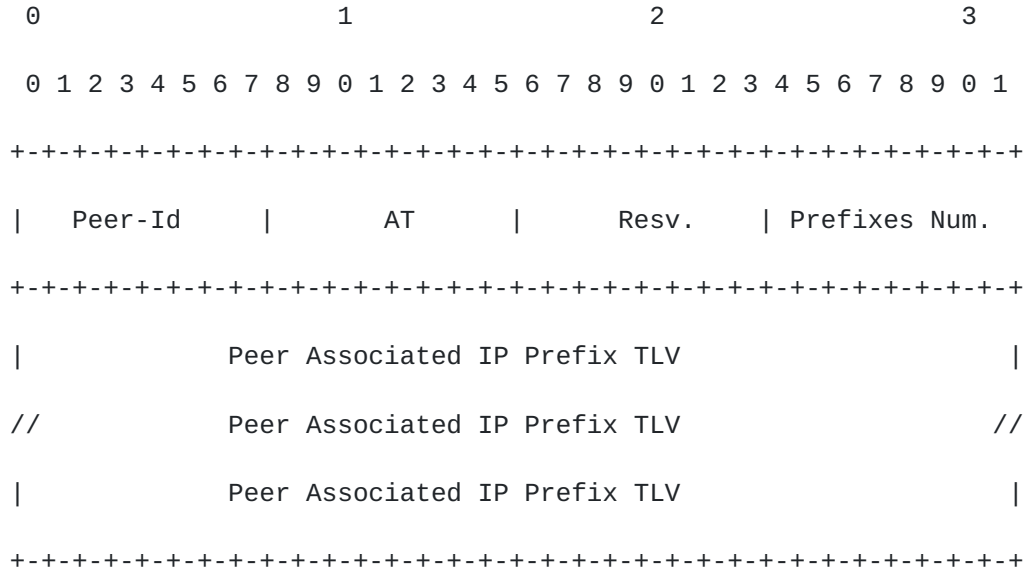 0                   1                   2                   3
 0 1 2 3 4 5 6 7 8 9 0 1 2 3 4 5 6 7 8 9 0 1 2 3 4 5 6 7 8 9 0 1
+-+-+-+-+-+-+-+-+-+-+-+-+-+-+-+-+-+-+-+-+-+-+-+-+-+-+-+-+-+-+-+-+
|   Peer-Id     |       AT      |      Resv.    | Prefixes Num.
+-+-+-+-+-+-+-+-+-+-+-+-+-+-+-+-+-+-+-+-+-+-+-+-+-+-+-+-+-+-+-+-+
|             Peer Associated IP Prefix TLV                     |
//            Peer Associated IP Prefix TLV                    //
|             Peer Associated IP Prefix TLV                     |
+-+-+-+-+-+-+-+-+-+-+-+-+-+-+-+-+-+-+-+-+-+-+-+-+-+-+-+-+-+-+-+-+